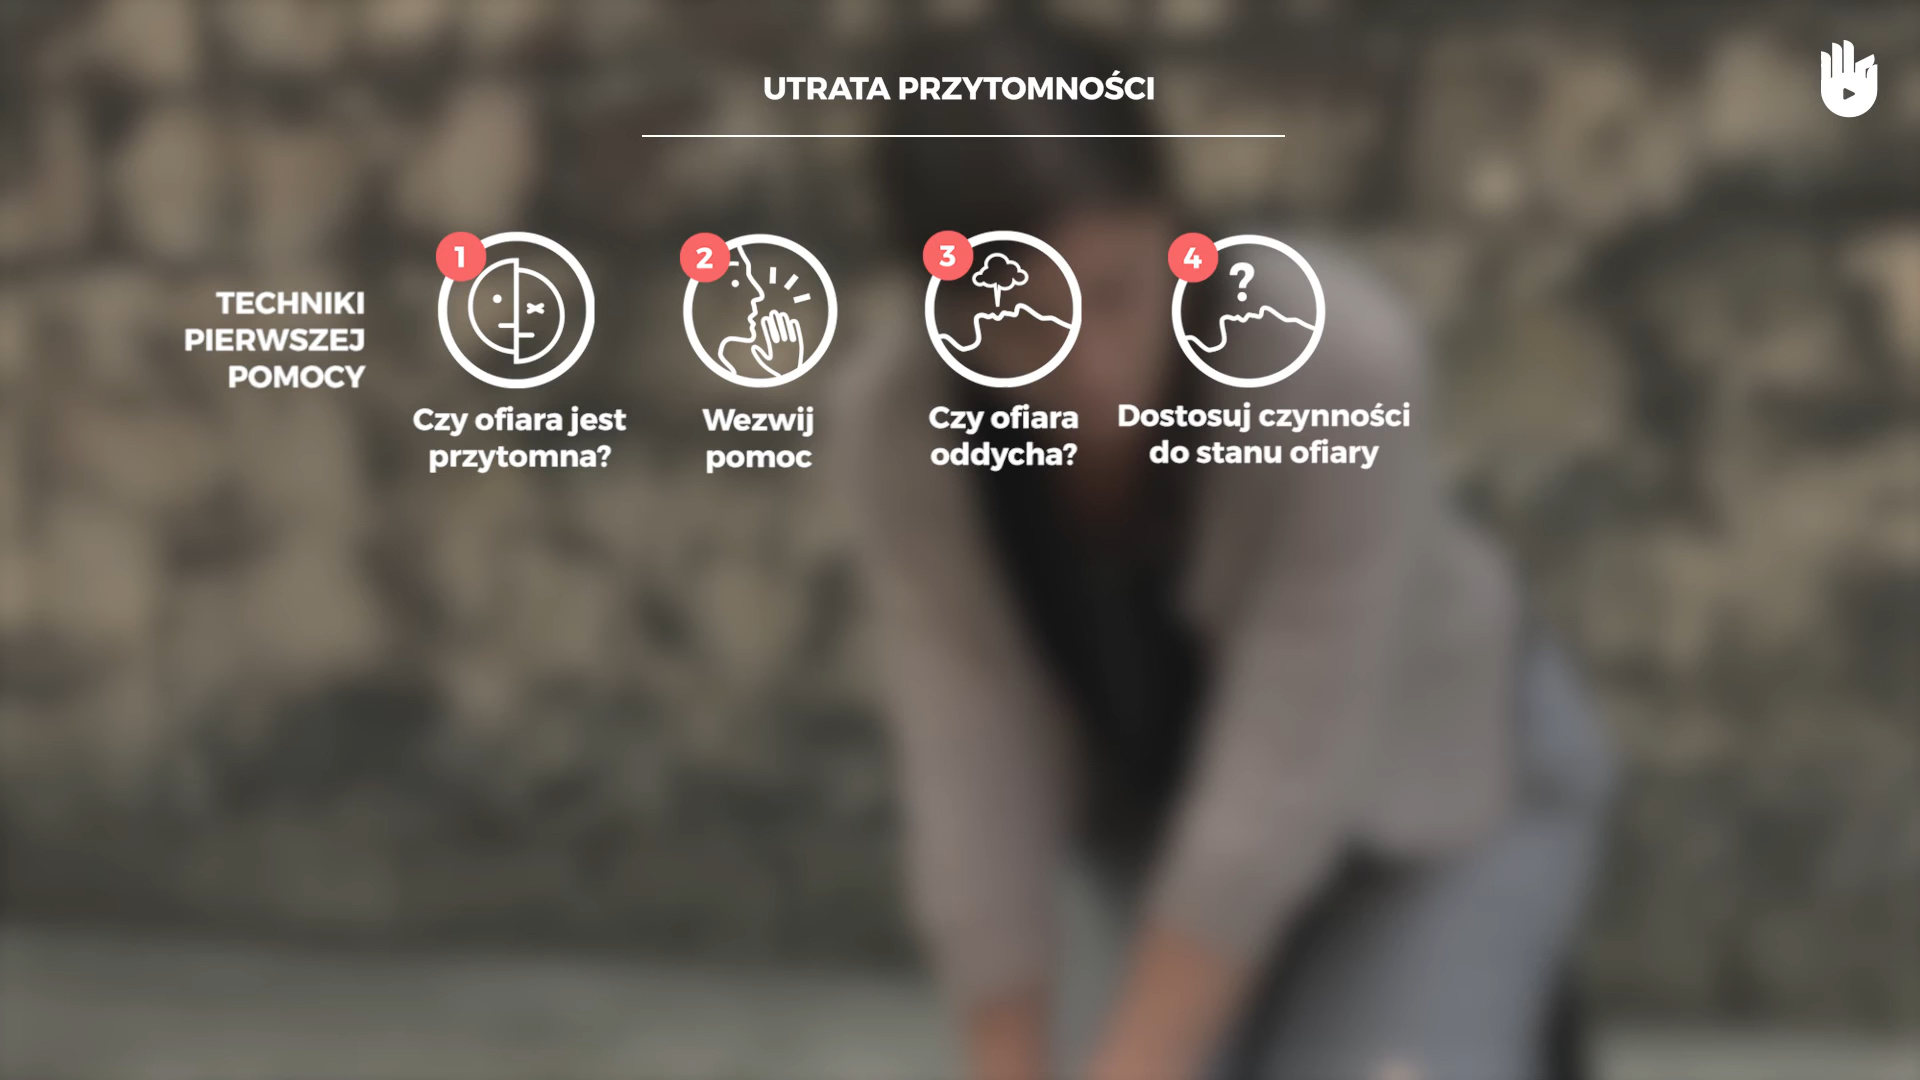 UTRATA PRZYTOMNOŚCI
TECHNIKI
PIERWSZEJ
POMOCY
1
Czy ofiara jest
przytomna?
2
Wezwij
pomoc
3
Czy ofiara
oddycha?
4
?
Dostosuj czynności
do stanu ofiary